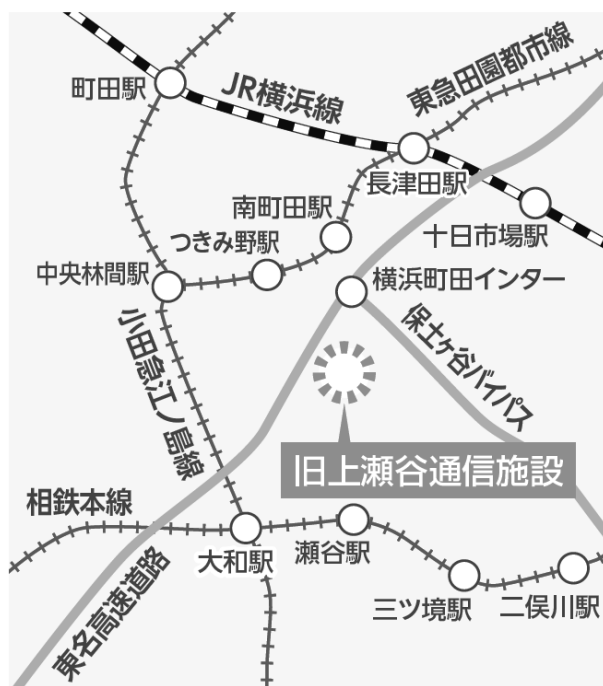 町田駅
JR横浜線
東急田園都市線
長津田駅
南町田駅
十日市場駅
つきみ野駅
中央林間駅
横浜町田インター
小田急江ノ島線
保土ヶ谷バイパス
旧上瀬谷通信施設
相鉄本線
大和駅
瀬谷駅
三ツ境駅
二俣川駅
東名高速道路